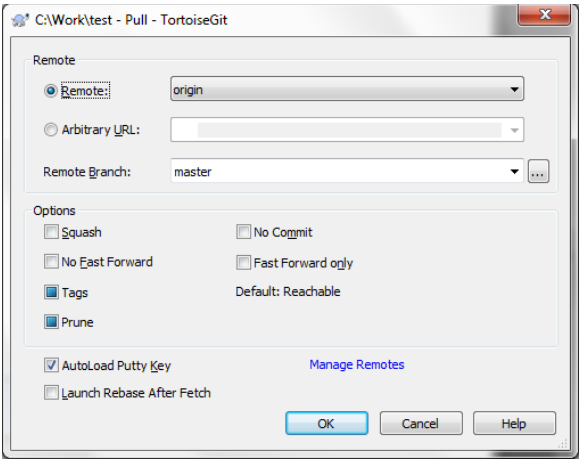 C:\Work\test - Pull - TortoiseGit
Remote
Remote:
origin
Arbitrary URL:
Remote Branch:
master
...
Options
Squash
No Commit
No Fast Forward
Fast Forward only
Tags
Default: Reachable
Prune
AutoLoad Putty Key
Manage Remotes
Launch Rebase After Fetch
OK
Cancel
Help